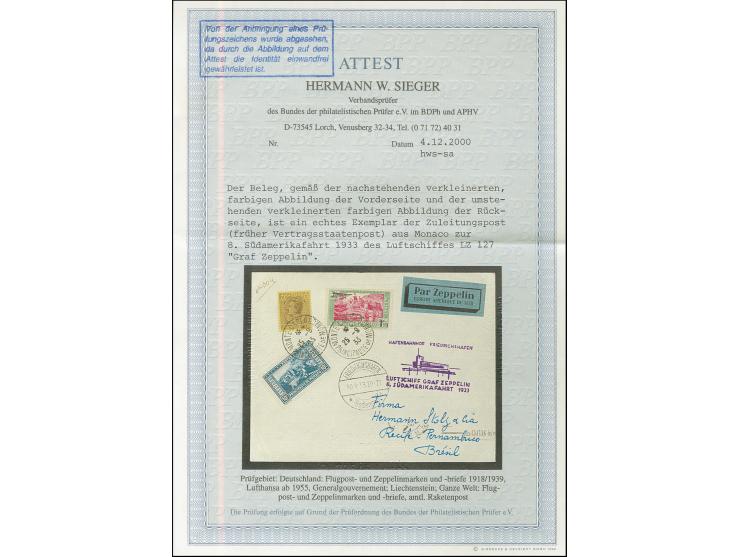 Von der Anbringung eines Prü-
fungszeichens wurde abgesehen,
da durch die Abbildung auf dem
Attest die Identität einwandfrei
gewährleistet ist.
ATTEST
HERMANN W. SIEGER
Verbandsprüfer
des Bundes der philatelistischen Prüfer e.V. im BDPh und APHV
D-73545 Lorch, Venusberg 32-34, Tel. (0 71 72) 40 31
Nr. Datum 4.12.2000
hws-sa
Der Beleg, gemäß der nachstehenden verkleinerten,
farbigen Abbildung der Vorderseite und der umste-
henden verkleinerten farbigen Abbildung der Rück-
seite, ist ein echtes Exemplar der Zuleitungspost
(früher Vertragsstaatenpost) aus Monaco zur
8. Südamerikafahrt 1933 des Luftschiffes LZ 127
"Graf Zeppelin".
Par Zeppelin
HAFENBAHNHOF FRIEDRICHSHAFEN
LUFTSCHIFF GRAF ZEPPELIN
8. SÜDAMERIKAFAHRT 1933
Firma
Hermann Stolz & Cia
Recife - Pernambuco
Brésil
Prüfgebiet: Deutschland: Flugpost- und Zeppelinmarken und -briefe 1918/1939,
Lufthansa ab 1955, Generalgouvernement; Liechtenstein; Ganze Welt: Flug-
post- und Zeppelinmarken und -briefe, amtl. Raketenpost
Die Prüfung erfolgte auf Grund der Prüfordnung des Bundes der Philatelistischen Prüfer e.V.